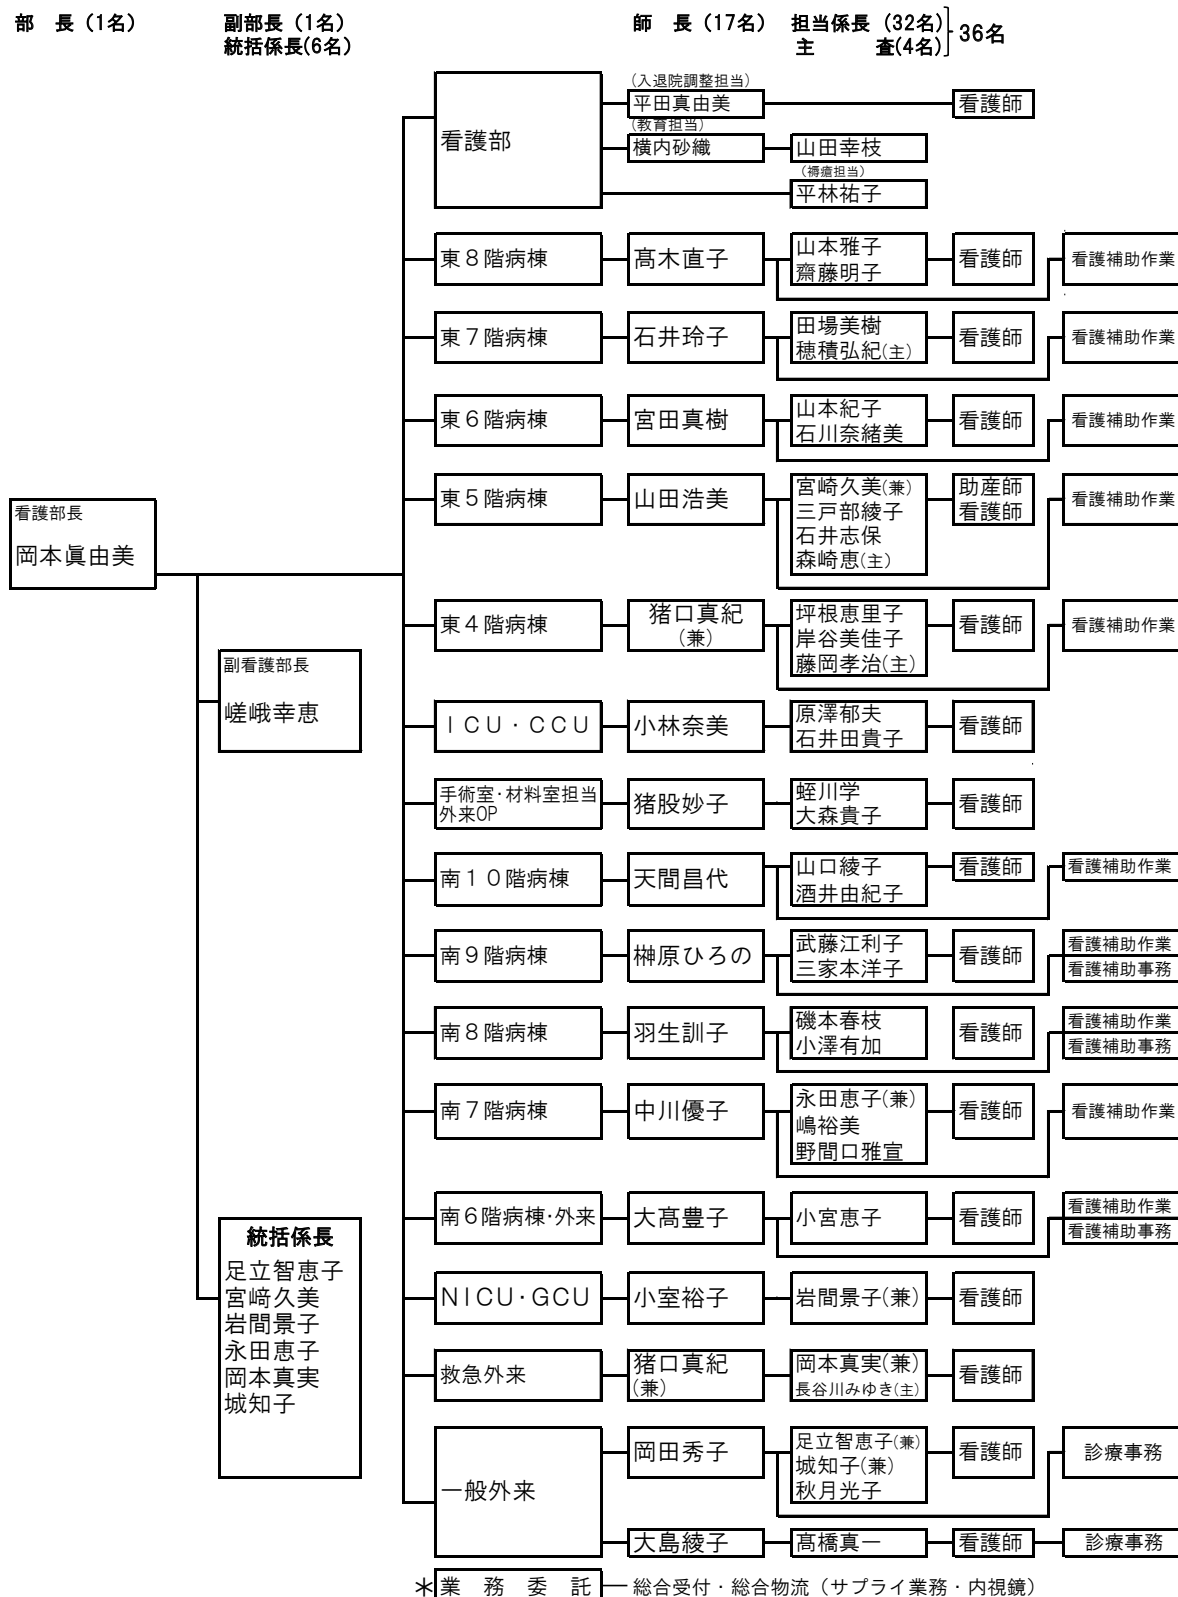 部　長（1名）
副部長（1名）
統括係長(6名)
師　長（17名）
担当係長（32名）
主　　　査(4名)
36名
看護部長
岡本眞由美
副看護部長
嵯峨幸恵
統括係長
足立智恵子
宮﨑久美
岩間景子
永田恵子
岡本真実
城知子
看護部
(入退院調整担当)
平田真由美
看護師
(教育担当)
横内砂織
山田幸枝
(褥瘡担当)
平林祐子
東８階病棟
髙木直子
山本雅子
齋藤明子
看護師
看護補助作業
東７階病棟
石井玲子
田場美樹
穂積弘紀(主)
看護師
看護補助作業
東６階病棟
宮田真樹
山本紀子
石川奈緒美
看護師
看護補助作業
東５階病棟
山田浩美
宮崎久美(兼)
三戸部綾子
石井志保
森崎恵(主)
助産師
看護師
看護補助作業
東４階病棟
猪口真紀
(兼)
坪根恵里子
岸谷美佳子
藤岡孝治(主)
看護師
看護補助作業
ＩＣＵ・ＣＣＵ
小林奈美
原澤郁夫
石井田貴子
看護師
手術室・材料室担当
外来OP
猪股妙子
蛭川学
大森貴子
看護師
南１０階病棟
天間昌代
山口綾子
酒井由紀子
看護師
看護補助作業
南９階病棟
榊原ひろの
武藤江利子
三家本洋子
看護師
看護補助作業
看護補助事務
南８階病棟
羽生訓子
磯本春枝
小澤有加
看護師
看護補助作業
看護補助事務
南７階病棟
中川優子
永田恵子(兼)
嶋裕美
野間口雅宣
看護師
看護補助作業
南６階病棟・外来
大髙豊子
小宮恵子
看護師
看護補助作業
看護補助事務
ＮＩＣＵ・ＧＣＵ
小室裕子
岩間景子(兼)
看護師
救急外来
猪口真紀
(兼)
岡本真実(兼)
長谷川みゆき(主)
看護師
一般外来
岡田秀子
足立智恵子(兼)
城知子(兼)
秋月光子
看護師
診療事務
大島綾子
髙橋真一
看護師
診療事務
＊業　務　委　託
総合受付・総合物流（サプライ業務・内視鏡）